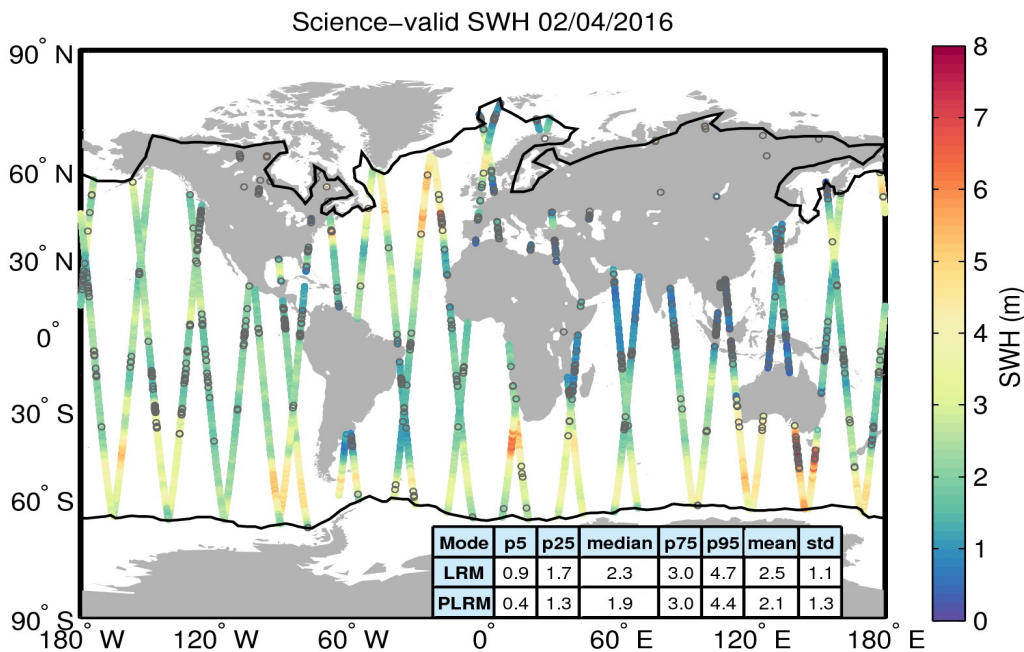 Science−valid SWH 02/04/2016
90° N
60° N
30° N
0°
30° S
60° S
90° S
180° W 120° W 60° W 0° 60° E 120° E 180° E
Mode p5 p25 median p75 p95 mean std
LRM 0.9 1.7 2.3 3.0 4.7 2.5 1.1
PLRM 0.4 1.3 1.9 3.0 4.4 2.1 1.3
8
7
6
5
4
3
2
1
0
SWH (m)